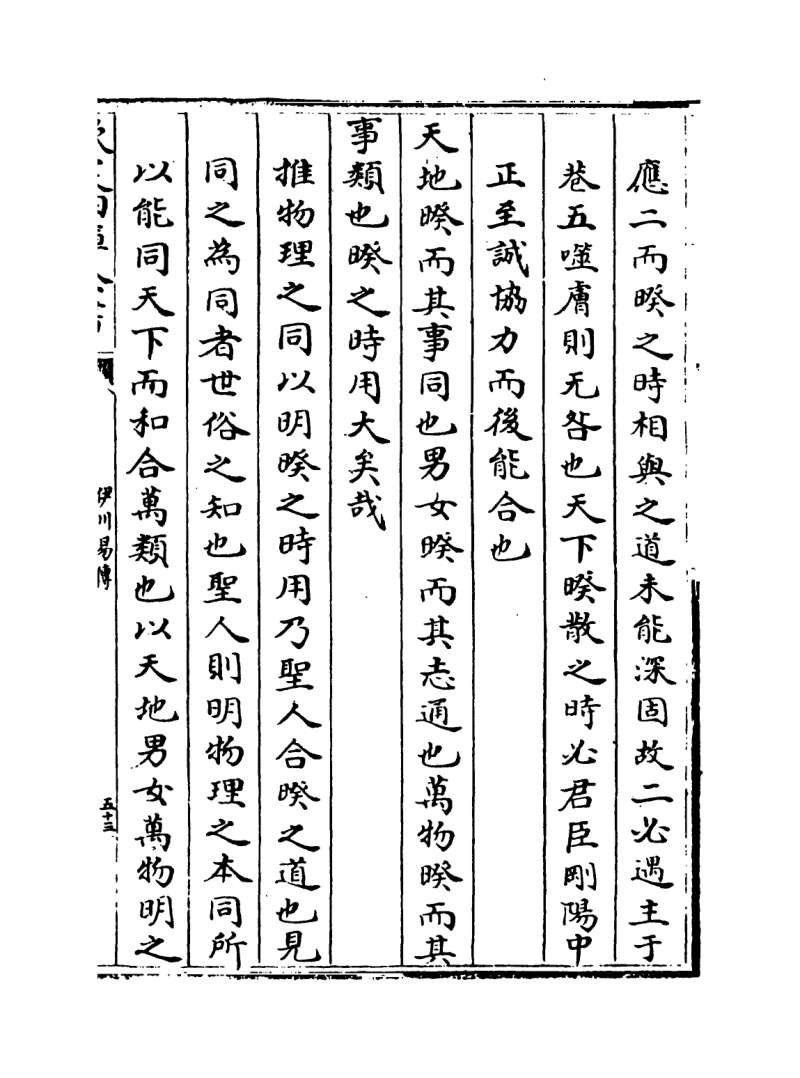 應二而睽之時相與之道未能深固故二必遇主于
巷五噬膚則无咎也天下睽散之時必君臣剛陽中
正至誠協力而後能合也
天地睽而其事同也男女睽而其志通也萬物睽而其
事類也睽之時用大矣哉
推物理之同以明睽之時用乃聖人合睽之道也見
同之為同者世俗之知也聖人則明物理之本同所
以能同天下而和合萬類也以天地男女萬物明之
伊川易傳
五十三